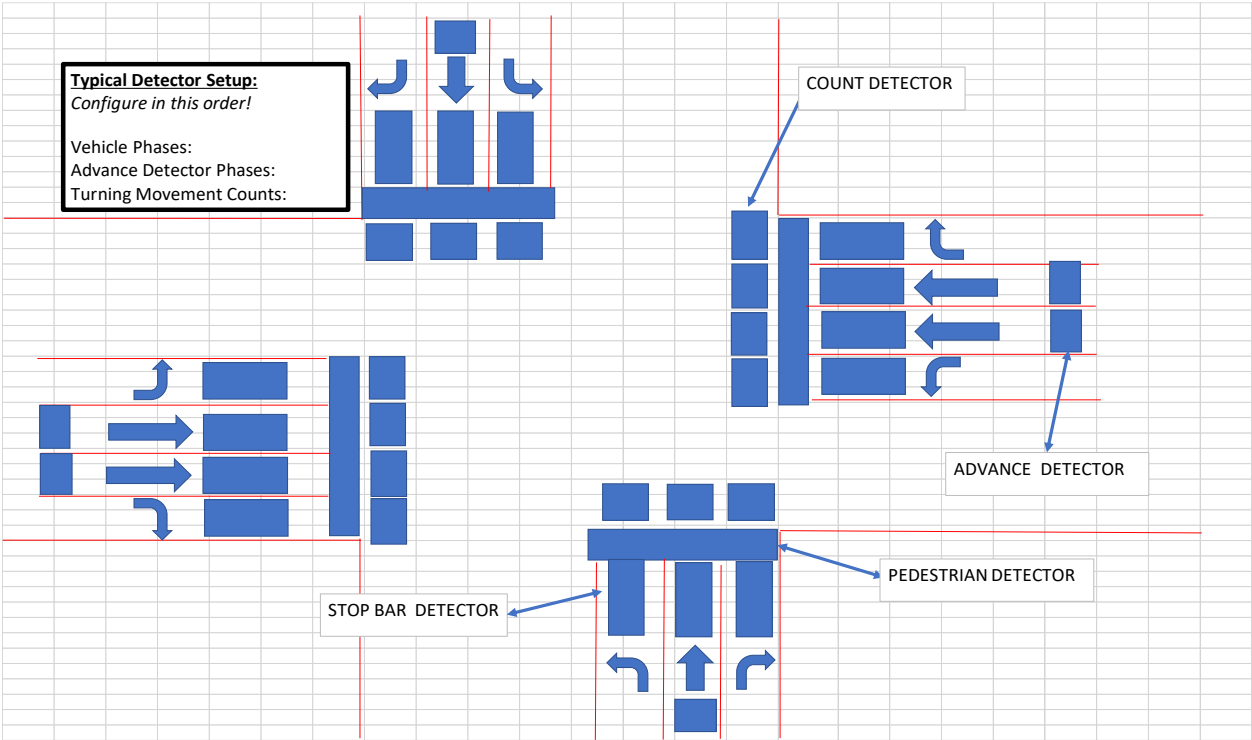 Typical Detector Setup:
Configure in this order!
Vehicle Phases:
Advance Detector Phases:
Turning Movement Counts:
COUNT DETECTOR
ADVANCE  DETECTOR
PEDESTRIAN DETECTOR
STOP BAR  DETECTOR